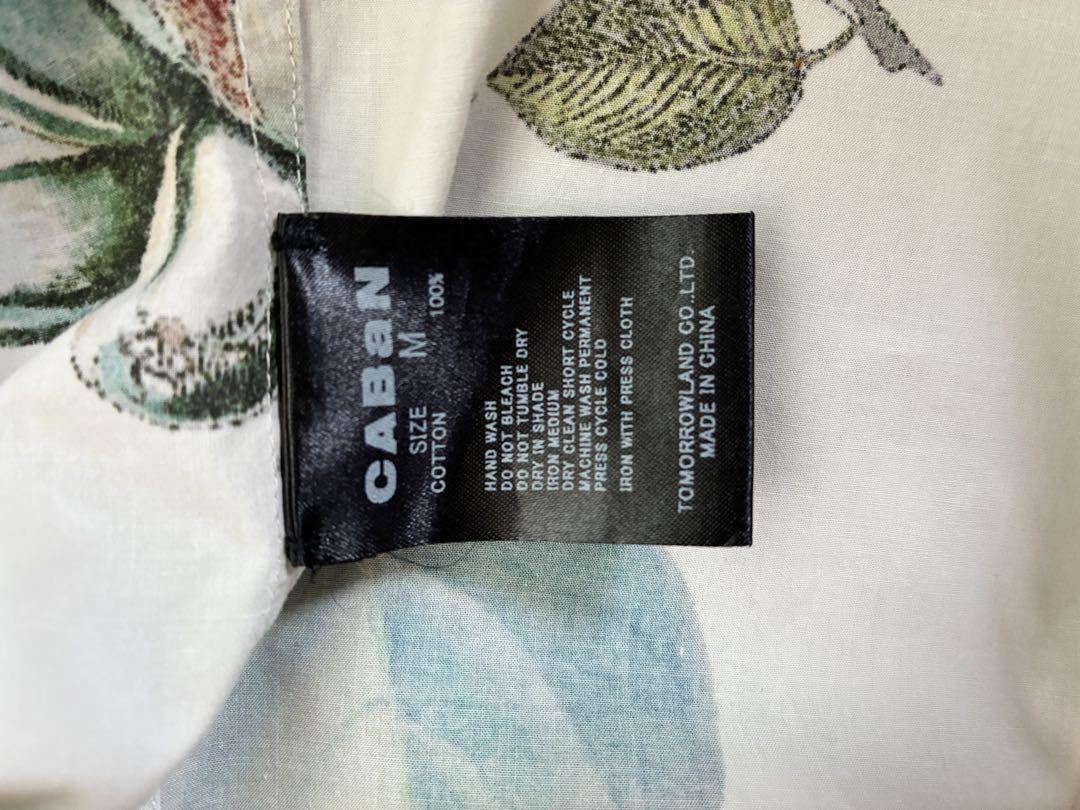 CABaN
SIZE M
COTTON 100%
HAND WASH
DO NOT BLEACH
DO NOT TUMBLE DRY
DRY IN SHADE
IRON MEDIUM
DRY CLEAN SHORT CYCLE
MACHINE WASH PERMANENT
PRESS CYCLE COLD
IRON WITH PRESS CLOTH
TOMORROWLAND CO.LTD.
MADE IN CHINA